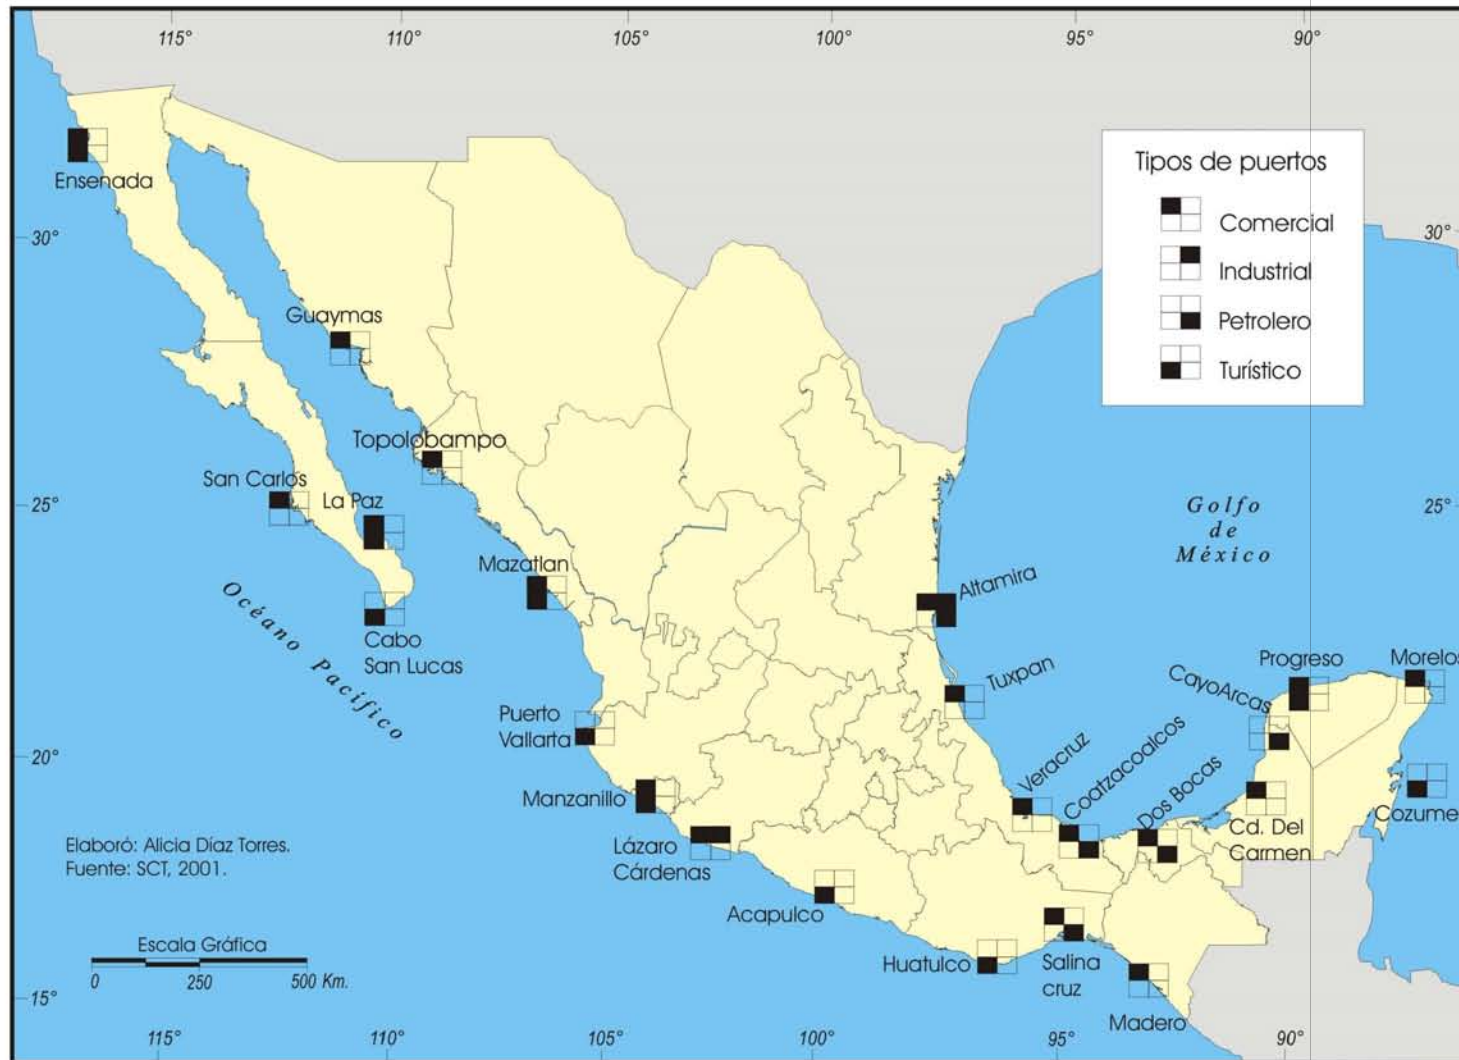 115°
110°
105°
100°
95°
90°
Ensenada
Tipos de puertos
Comercial
Industrial
Petrolero
Turístico
30°
30°
Guaymas
Topolobampo
San Carlos
La Paz
25°
Golfo
de
México
25°
Mazatlan
Altamira
Océano Pacífico
Cabo
San Lucas
Tuxpan
Progreso
Morelos
CayoArcas
Puerto
Vallarta
20°
Veracruz
Coatzacoalcos
Dos Bocas
Manzanillo
Cozume
Cd. Del
Carmen
Lázaro
Cárdenas
Elaboró: Alicia Díaz Torres.
Fuente: SCT, 2001.
Acapulco
Escala Gráfica
0 250 500 Km.
Huatulco
Salina
cruz
15°
Madero
115°
110°
105°
100°
95°
90°